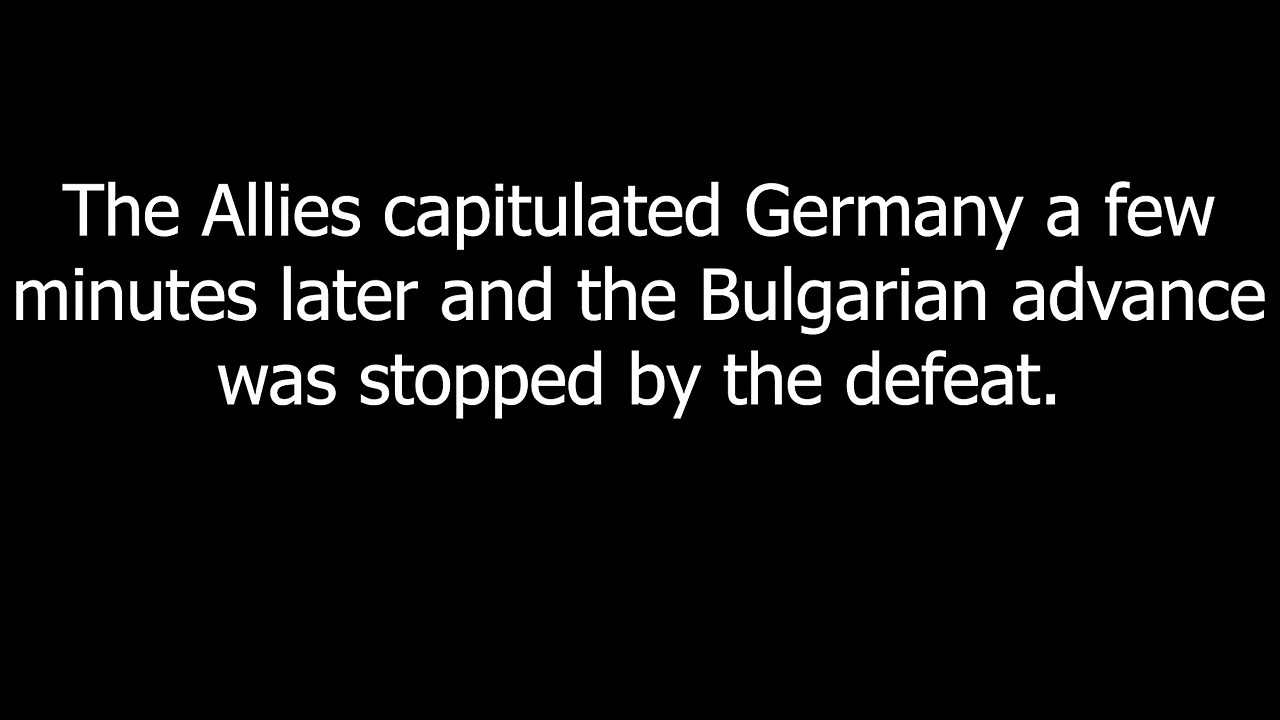 The Allies capitulated Germany a few
minutes later and the Bulgarian advance
was stopped by the defeat.